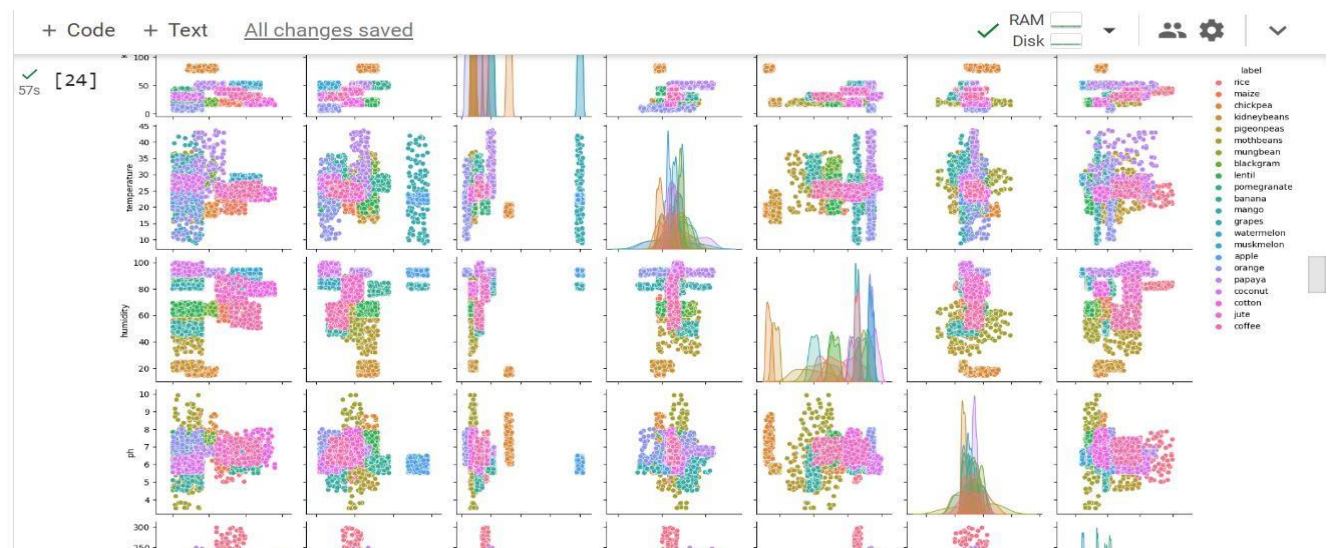 + Code + Text All changes saved
RAM
Disk
[24]
57s
100
50
0
45
40
35
30
25
20
15
10
temperature
100
80
60
40
20
humidity
10
9
8
7
6
5
4
ph
300
250
label
rice
maize
chickpea
kidneybeans
pigeonpeas
mothbeans
mungbean
blackgram
lentil
pomegranate
banana
mango
grapes
watermelon
muskmelon
apple
orange
papaya
coconut
cotton
jute
coffee